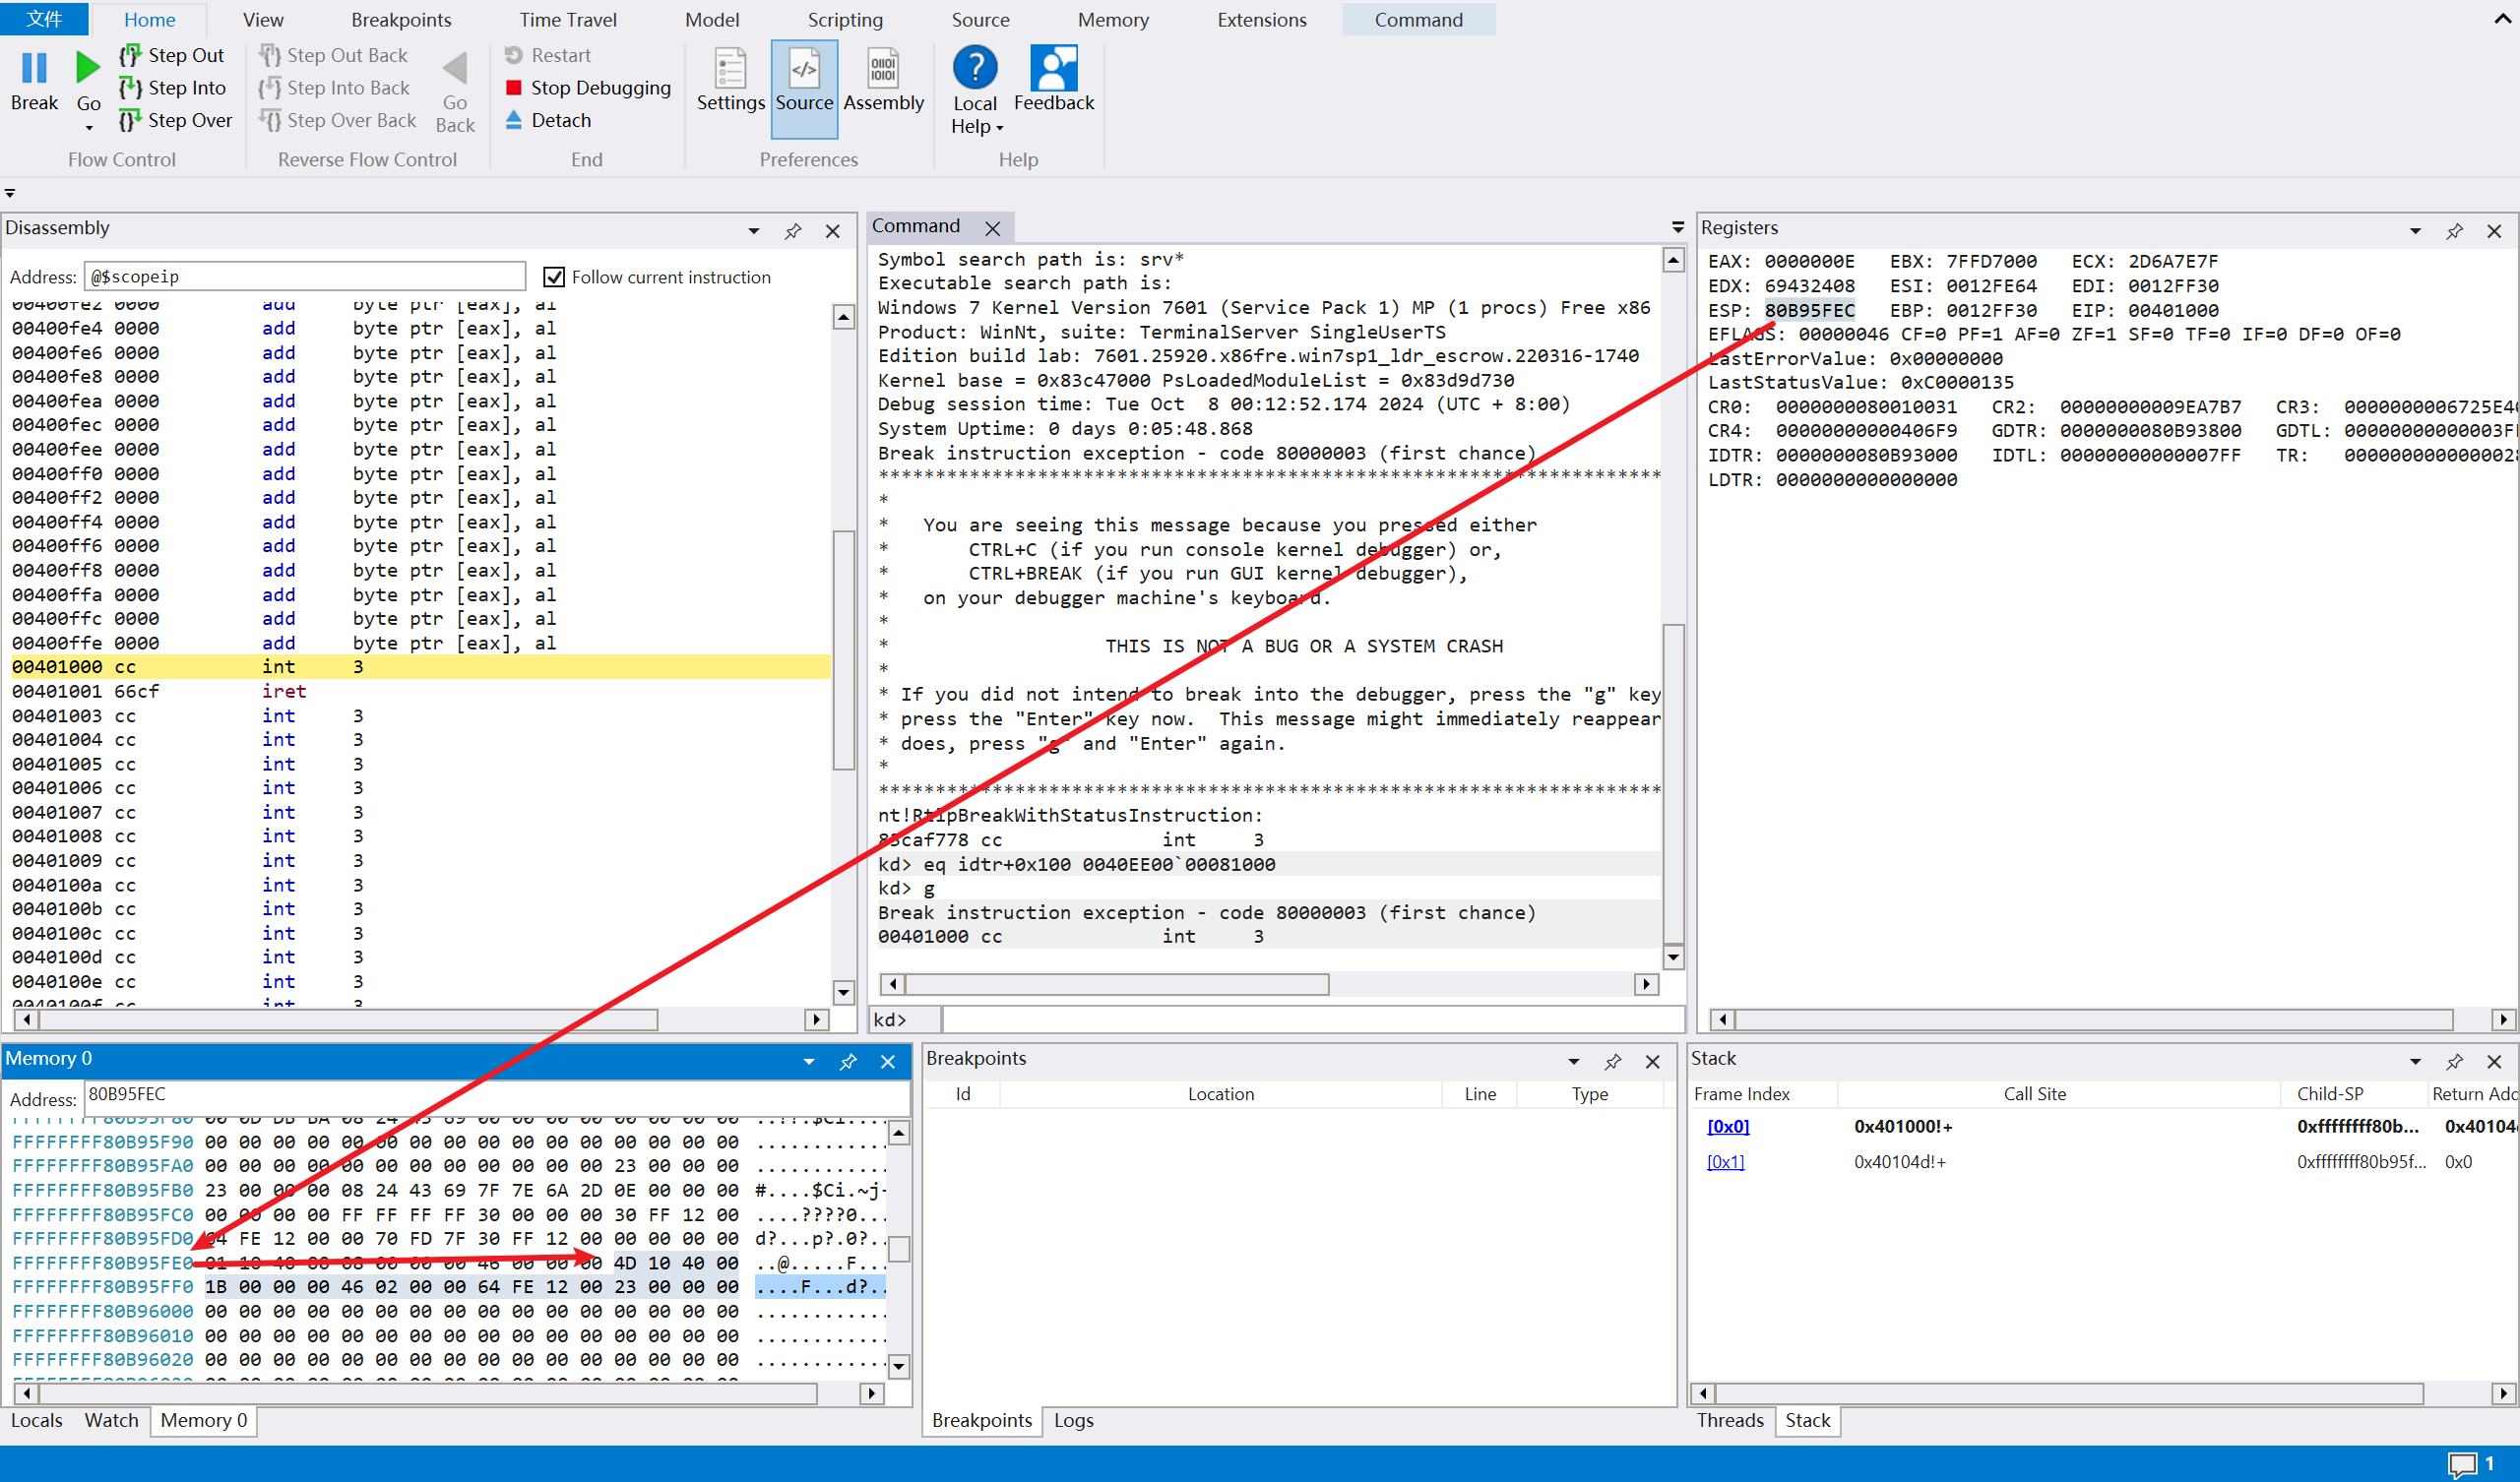 文件 Home View Breakpoints Time Travel Model Scripting Source Memory Extensions Command
Break
Go
Step Out
Step Into
Step Over
Flow Control
Step Out Back
Step Into Back
Step Over Back
Go Back
Reverse Flow Control
Restart
Stop Debugging
Detach
End
Settings Source Assembly
Preferences
Local Help
Feedback
Help
Disassembly
Address: @$scopeip Follow current instruction
00400fe2 0000 add byte ptr [eax], al
00400fe4 0000 add byte ptr [eax], al
00400fe6 0000 add byte ptr [eax], al
00400fe8 0000 add byte ptr [eax], al
00400fea 0000 add byte ptr [eax], al
00400fec 0000 add byte ptr [eax], al
00400fee 0000 add byte ptr [eax], al
00400ff0 0000 add byte ptr [eax], al
00400ff2 0000 add byte ptr [eax], al
00400ff4 0000 add byte ptr [eax], al
00400ff6 0000 add byte ptr [eax], al
00400ff8 0000 add byte ptr [eax], al
00400ffa 0000 add byte ptr [eax], al
00400ffc 0000 add byte ptr [eax], al
00400ffe 0000 add byte ptr [eax], al
00401000 cc int 3
00401001 66cf iret
00401003 cc int 3
00401004 cc int 3
00401005 cc int 3
00401006 cc int 3
00401007 cc int 3
00401008 cc int 3
00401009 cc int 3
0040100a cc int 3
0040100b cc int 3
0040100c cc int 3
0040100d cc int 3
0040100e cc int 3
0040100f cc int 3
Command
Symbol search path is: srv*
Executable search path is:
Windows 7 Kernel Version 7601 (Service Pack 1) MP (1 procs) Free x86
Product: WinNt, suite: TerminalServer SingleUserTS
Edition build lab: 7601.25920.x86fre.win7sp1_ldr_escrow.220316-1740
Kernel base = 0x83c47000 PsLoadedModuleList = 0x83d9d730
Debug session time: Tue Oct  8 00:12:52.174 2024 (UTC + 8:00)
System Uptime: 0 days 0:05:48.868
Break instruction exception - code 80000003 (first chance)
*********************************************************************
*
*   You are seeing this message because you pressed either
*       CTRL+C (if you run console kernel debugger) or,
*       CTRL+BREAK (if you run GUI kernel debugger),
*   on your debugger machine's keyboard.
*
*                   THIS IS NOT A BUG OR A SYSTEM CRASH
*
* If you did not intend to break into the debugger, press the "g" key
* press the "Enter" key now.  This message might immediately reappear
* does, press "g" and "Enter" again.
*
*********************************************************************
nt!RtlpBreakWithStatusInstruction:
83caf778 cc int 3
kd> eq idtr+0x100 0040EE00`00081000
kd> g
Break instruction exception - code 80000003 (first chance)
00401000 cc int 3
kd>
Registers
EAX: 0000000E EBX: 7FFD7000 ECX: 2D6A7E7F
EDX: 69432408 ESI: 0012FE64 EDI: 0012FF30
ESP: 80B95FEC EBP: 0012FF30 EIP: 00401000
EFLAGS: 00000046 CF=0 PF=1 AF=0 ZF=1 SF=0 TF=0 IF=0 DF=0 OF=0
LastErrorValue: 0x00000000
LastStatusValue: 0xC0000135
CR0: 0000000080010031 CR2: 00000000009EA7B7 CR3: 0000000006725E4
CR4: 00000000000406F9 GDTR: 0000000080B93800 GDTL: 00000000000003F
IDTR: 0000000080B93000 IDTL: 00000000000007FF TR: 000000000000002
LDTR: 0000000000000000
Memory 0
Address: 80B95FEC
FFFFFFFF80B95F80 00 0D DB BA 08 24 43 69 00 00 00 00 00 00 00 00 ..??.$Ci....
FFFFFFFF80B95F90 00 00 00 00 00 00 00 00 00 00 00 00 00 00 00 00 ............
FFFFFFFF80B95FA0 00 00 00 00 00 00 00 00 00 00 00 00 23 00 00 00 ............
FFFFFFFF80B95FB0 23 00 00 00 08 24 43 69 7F 7E 6A 2D 0E 00 00 00 #....$Ci.~j-
FFFFFFFF80B95FC0 00 00 00 00 FF FF FF FF 30 00 00 00 30 FF 12 00 ....????0...
FFFFFFFF80B95FD0 64 FE 12 00 00 70 FD 7F 30 FF 12 00 00 00 00 00 d?...p?.0?..
FFFFFFFF80B95FE0 01 10 40 00 08 00 00 00 46 00 00 00 4D 10 40 00 ..@.....F...
FFFFFFFF80B95FF0 1B 00 00 00 46 02 00 00 64 FE 12 00 23 00 00 00 ....F...d?..
FFFFFFFF80B96000 00 00 00 00 00 00 00 00 00 00 00 00 00 00 00 00 ............
FFFFFFFF80B96010 00 00 00 00 00 00 00 00 00 00 00 00 00 00 00 00 ............
FFFFFFFF80B96020 00 00 00 00 00 00 00 00 00 00 00 00 00 00 00 00 ............
Locals Watch Memory 0
Breakpoints
Id Location Line Type
Breakpoints Logs
Stack
Frame Index Call Site Child-SP Return Add
[0x0] 0x401000!+ 0xffffffff80b... 0x40104
[0x1] 0x40104d!+ 0xffffffff80b95f... 0x0
Threads Stack
1